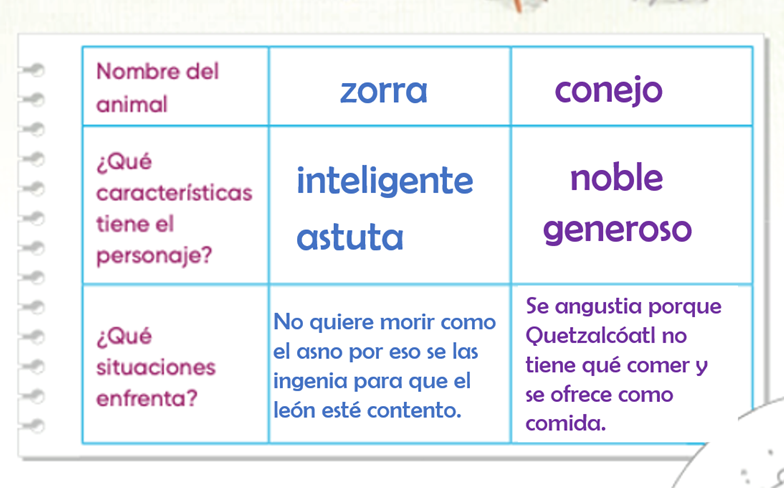 Nombre del
animal
zorra
conejo
¿Qué
características
tiene el
personaje?
inteligente
astuta
noble
generoso
¿Qué
situaciones
enfrenta?
No quiere morir como
el asno por eso se las
ingenia para que el
león esté contento.
Se angustia porque
Quetzalcóatl no
tiene qué comer y
se ofrece como
comida.